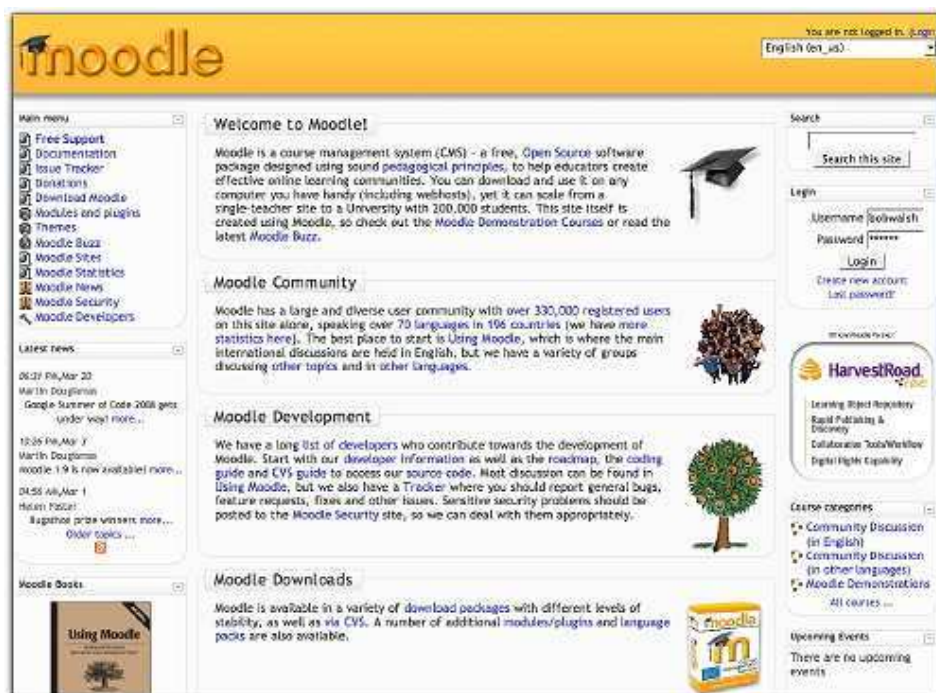 moodle
You are not logged in. (Login
English (en_us)
Main menu
Free Support
Documentation
Issue Tracker
Donations
Download Moodle
Modules and plugins
Themes
Moodle Buzz
Moodle Sites
Moodle Statistics
Moodle News
Moodle Security
Moodle Developers
Latest news
Martin Dougiamas
Google Summer of Code 2008 gets
under way! more...
Martin Dougiamas
moodle 1.9 is now available! more...
04:56 AM, Mar 1
Helen Foster
Bugathon prize winners more...
Older topics ...
Moodle Books
Using Moodle
Welcome to Moodle!
Moodle is a course management system (CMS) - a free, Open Source software
package designed using sound pedagogical principles, to help educators create
effective online learning communities. You can download and use it on any
computer you have handy (including webhosts), yet it can scale from a
single-teacher site to a University with 200,000 students. This site itself is
created using Moodle, so check out the Moodle Demonstration Courses or read the
latest Moodle Buzz.
Moodle Community
Moodle has a large and diverse user community with over 330,000 registered users
on this site alone, speaking over 70 languages in 196 countries (we have more
statistics here). The best place to start is Using Moodle, which is where the main
international discussions are held in English, but we have a variety of groups
discussing other topics and in other languages.
Moodle Development
We have a long list of developers who contribute towards the development of
Moodle. Start with our developer information as well as the roadmap, the coding
guide and CVS guide to access our source code. Most discussion can be found in
Using Moodle, but we also have a Tracker where you should report general bugs,
feature requests, fixes and other issues. Sensitive security problems should be
posted to the Moodle Security site, so we can deal with them appropriately.
Moodle Downloads
Moodle is available in a variety of download packages with different levels of
stability, as well as via CVS. A number of additional modules/plugins and language
packs are also available.
moodle
m
Search
Search this site
Login
Username bobwalsh
Password ******
Login
Create new account
Lost password?
HarvestRoad
Learning Object Repository
Rapid Publishing &
Discovery
Collaborative Tools/Workflow
Digital Rights Capability
Course categories
Community Discussion
(in English)
Community Discussion
(in other languages)
Moodle Demonstrations
All courses ...
Upcoming Events
There are no upcoming
events